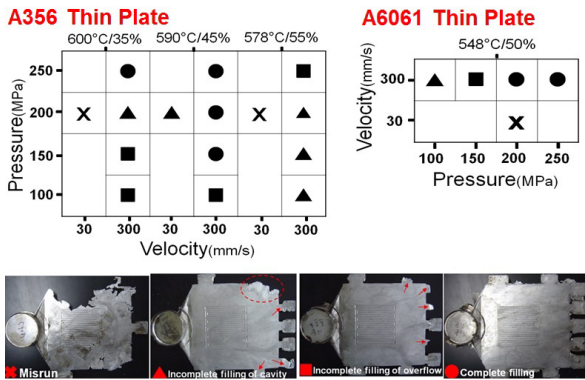 A356 Thin Plate
600°C/35% 590°C/45% 578°C/55%
Pressure(MPa)
250
200
150
100
30 300 30 300 30 300
Velocity(mm/s)
A6061 Thin Plate
548°C/50%
Velocity(mm/s)
300
30
100 150 200 250
Pressure(MPa)
Misrun
Incomplete filling of cavity
Incomplete filling of overflow
Complete filling